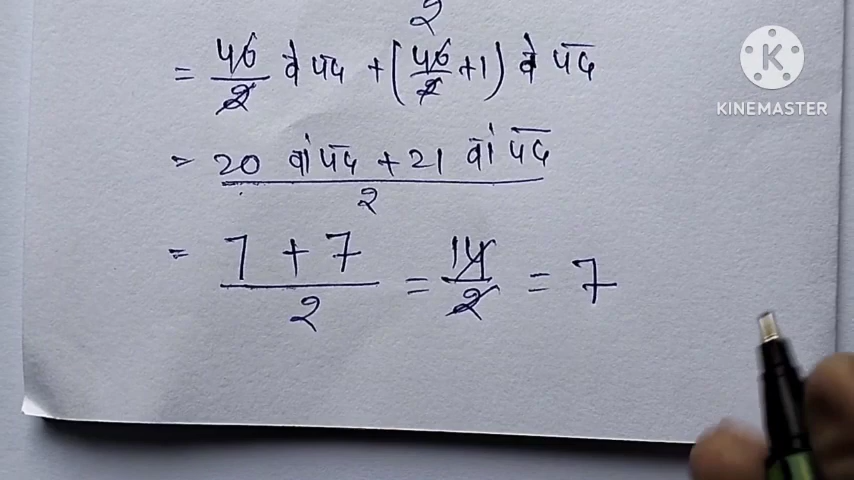 2
= 40/2 वे पद + (40/2 + 1) वे पद
= 20 वां पद + 21 वां पद / 2
= 7 + 7 / 2 = 14/2 = 7
K
KINEMASTER